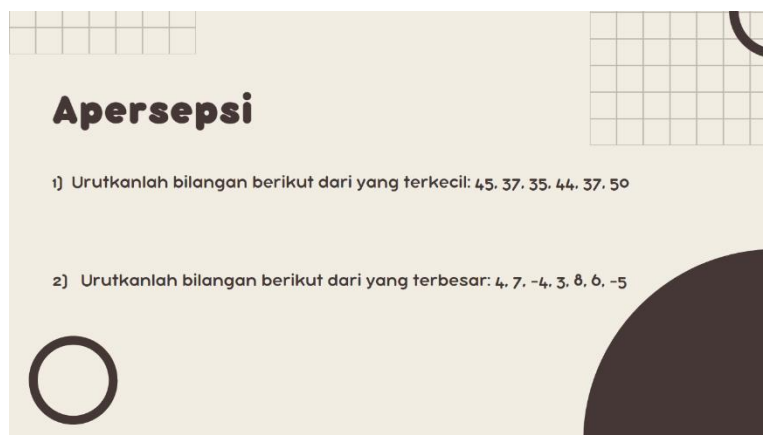 Apersepsi
1) Urutkanlah bilangan berikut dari yang terkecil: 45, 37, 35, 44, 37, 50
2) Urutkanlah bilangan berikut dari yang terbesar: 4, 7, -4, 3, 8, 6, -5